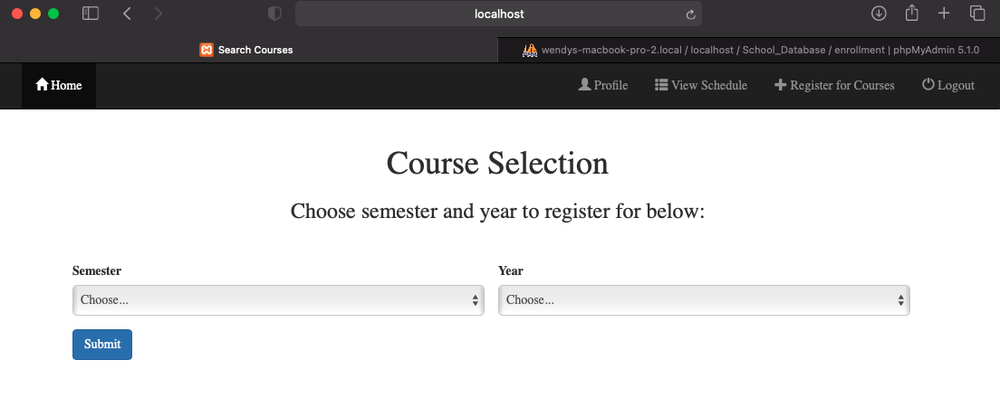 localhost
Search Courses
wendys-macbook-pro-2.local / localhost / School_Database / enrollment | phpMyAdmin 5.1.0
Home Profile View Schedule Register for Courses Logout
Course Selection
Choose semester and year to register for below:
Semester Year
Choose... Choose...
Submit